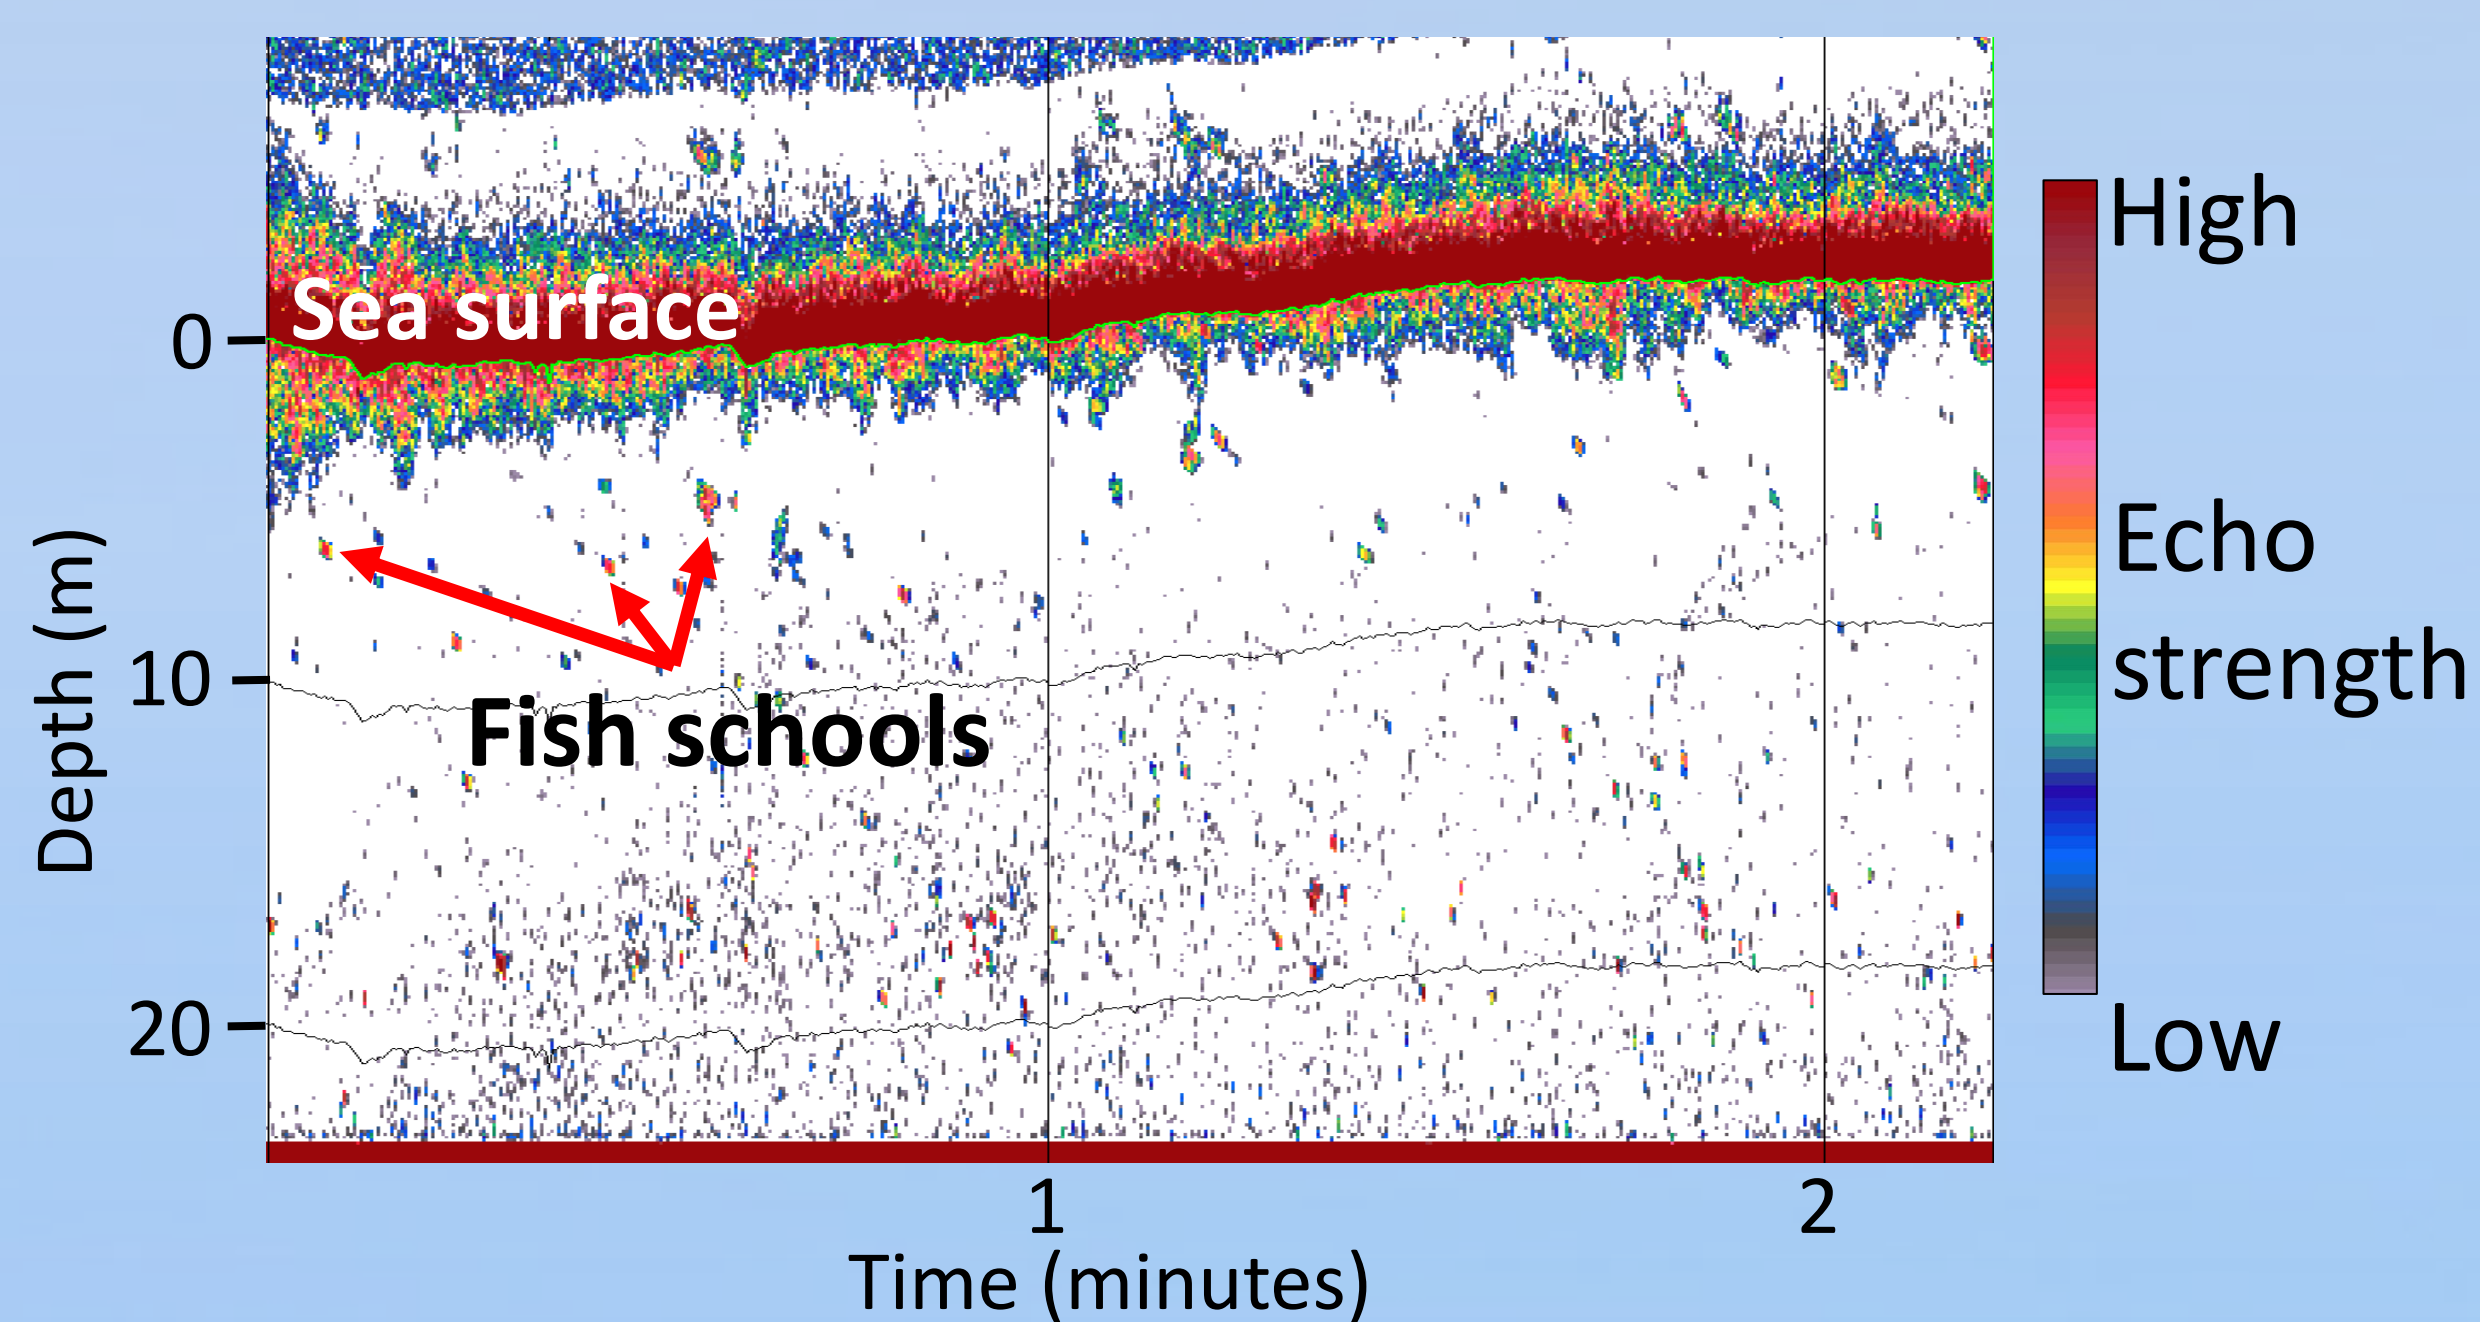 Sea surface
Fish schools
0
10
20
Depth (m)
1
2
Time (minutes)
High
Echo
strength
Low